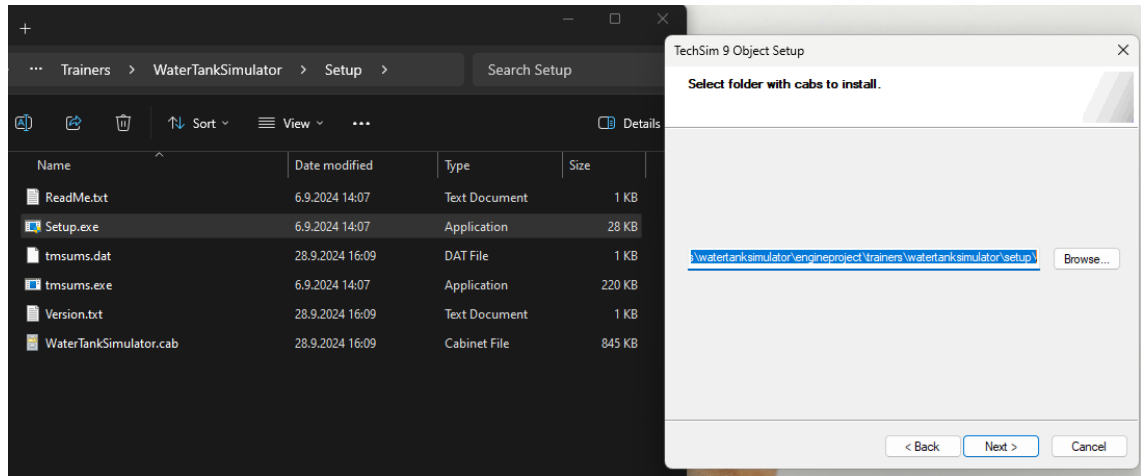 +
... Trainers > WaterTankSimulator > Setup > Search Setup
Sort View ... Details
Name Date modified Type Size
ReadMe.txt 6.9.2024 14:07 Text Document 1 KB
Setup.exe 6.9.2024 14:07 Application 28 KB
tmsums.dat 28.9.2024 16:09 DAT File 1 KB
tmsums.exe 6.9.2024 14:07 Application 220 KB
Version.txt 28.9.2024 16:09 Text Document 1 KB
WaterTankSimulator.cab 28.9.2024 16:09 Cabinet File 845 KB
TechSim 9 Object Setup
Select folder with cabs to install.
s\watertanksimulator\engineproject\trainers\watertanksimulator\setup\ Browse...
< Back Next > Cancel